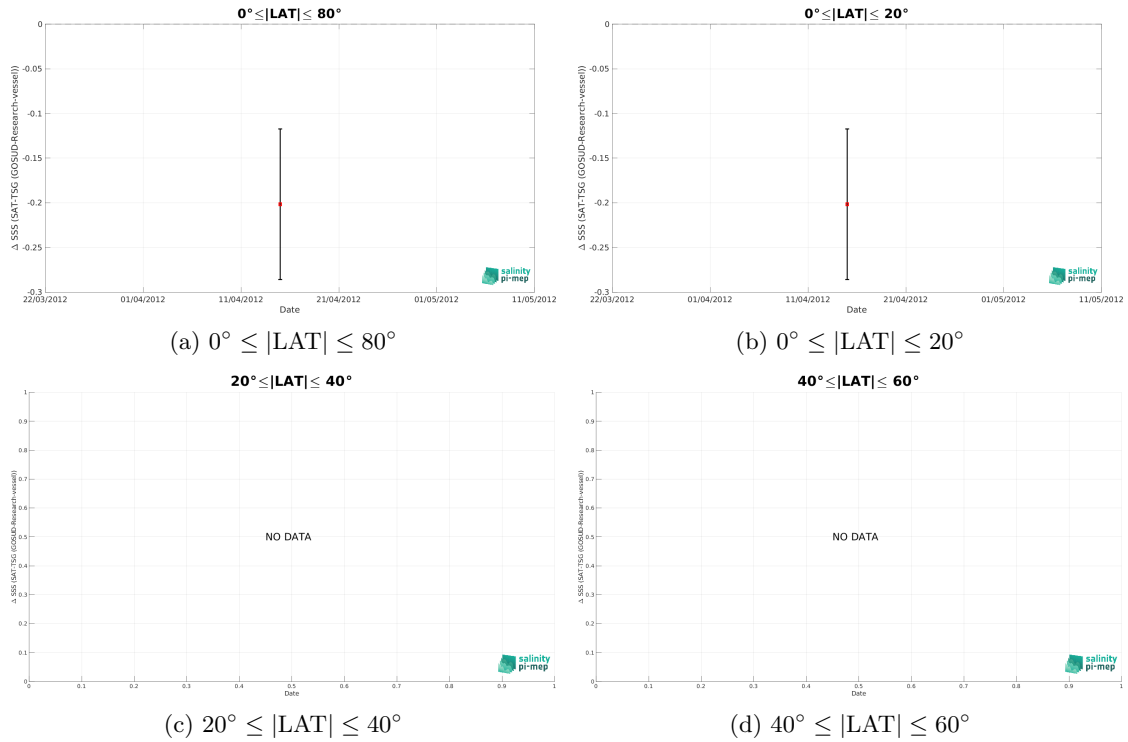 0°≤|LAT|≤ 80°
Δ SSS (SAT-TSG (GOSUD-Research-vessel))
0
-0.05
-0.1
-0.15
-0.2
-0.25
-0.3
22/03/2012 01/04/2012 11/04/2012 21/04/2012 01/05/2012 11/05/2012
Date
salinity
pi-mep
(a) 0° ≤ |LAT| ≤ 80°
0°≤|LAT|≤ 20°
Δ SSS (SAT-TSG (GOSUD-Research-vessel))
0
-0.05
-0.1
-0.15
-0.2
-0.25
-0.3
22/03/2012 01/04/2012 11/04/2012 21/04/2012 01/05/2012 11/05/2012
Date
salinity
pi-mep
(b) 0° ≤ |LAT| ≤ 20°
20°≤|LAT|≤ 40°
Δ SSS (SAT-TSG (GOSUD-Research-vessel))
1
0.9
0.8
0.7
0.6
0.5
0.4
0.3
0.2
0.1
0
NO DATA
0 0.1 0.2 0.3 0.4 0.5 0.6 0.7 0.8 0.9 1
Date
salinity
pi-mep
(c) 20° ≤ |LAT| ≤ 40°
40°≤|LAT|≤ 60°
Δ SSS (SAT-TSG (GOSUD-Research-vessel))
1
0.9
0.8
0.7
0.6
0.5
0.4
0.3
0.2
0.1
0
NO DATA
0 0.1 0.2 0.3 0.4 0.5 0.6 0.7 0.8 0.9 1
Date
salinity
pi-mep
(d) 40° ≤ |LAT| ≤ 60°